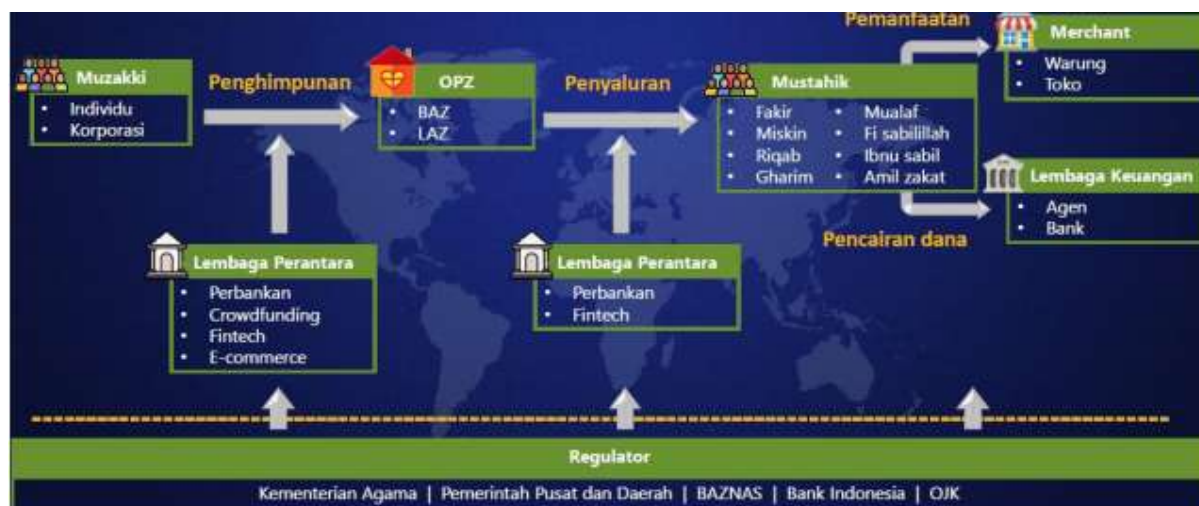 Pemanfaatan
Merchant
• Warung
• Toko
Muzakki
• Individu
• Korporasi
Penghimpunan
OPZ
• BAZ
• LAZ
Penyaluran
Mustahik
• Fakir
• Miskin
• Riqab
• Gharim
• Mualaf
• Fi sabilillah
• Ibnu sabil
• Amil zakat
Lembaga Keuangan
• Agen
• Bank
Pencairan dana
Lembaga Perantara
• Perbankan
• Crowdfunding
• Fintech
• E-commerce
Lembaga Perantara
• Perbankan
• Fintech
Regulator
Kementerian Agama | Pemerintah Pusat dan Daerah | BAZNAS | Bank Indonesia | OJK